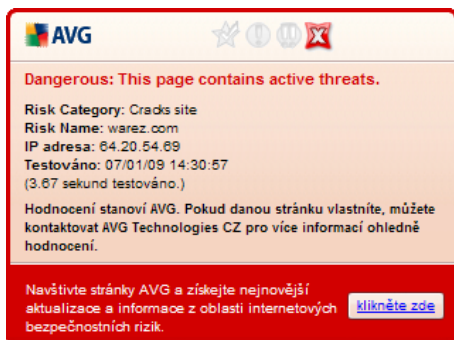 AVG
Dangerous: This page contains active threats.
Risk Category: Cracks site
Risk Name: warez.com
IP adresa: 64.20.54.69
Testováno: 07/01/09 14:30:57
(3.67 sekund testováno.)
Hodnocení stanoví AVG. Pokud danou stránku vlastníte, můžete
kontaktovat AVG Technologies CZ pro více informací ohledně
hodnocení.
Navštivte stránky AVG a získejte nejnovější
aktualizace a informace z oblasti internetových
bezpečnostních rizik.
klikněte zde